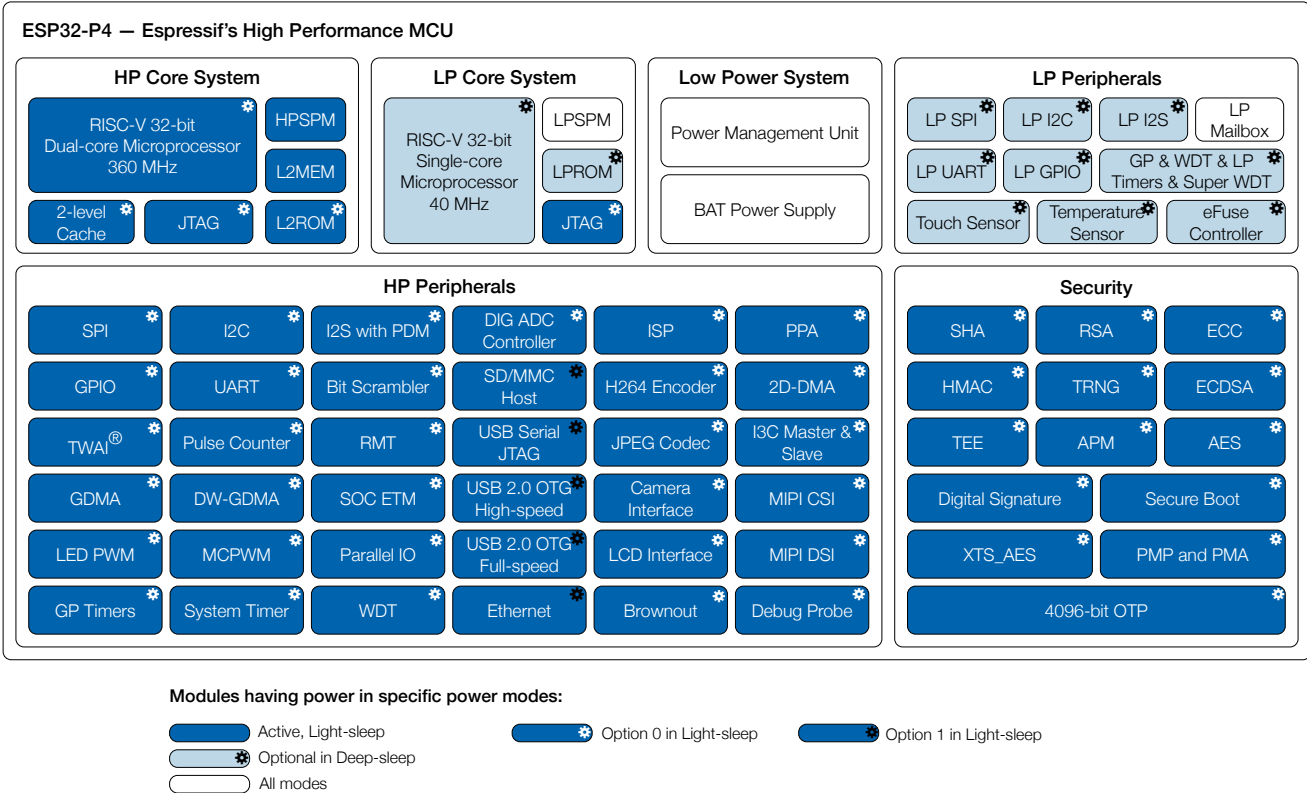 ESP32-P4 — Espressif's High Performance MCU
HP Core System
RISC-V 32-bit
Dual-core Microprocessor
360 MHz
HPSPM
L2MEM
2-level
Cache
JTAG
L2ROM
LP Core System
RISC-V 32-bit
Single-core
Microprocessor
40 MHz
LPSPM
LPROM
JTAG
Low Power System
Power Management Unit
BAT Power Supply
LP Peripherals
LP SPI
LP I2C
LP I2S
LP
Mailbox
LP UART
LP GPIO
GP & WDT & LP
Timers & Super WDT
Touch Sensor
Temperature
Sensor
eFuse
Controller
HP Peripherals
SPI
I2C
I2S with PDM
DIG ADC
Controller
ISP
PPA
GPIO
UART
Bit Scrambler
SD/MMC
Host
H264 Encoder
2D-DMA
TWAI®
Pulse Counter
RMT
USB Serial
JTAG
JPEG Codec
I3C Master &
Slave
GDMA
DW-GDMA
SOC ETM
USB 2.0 OTG
High-speed
Camera
Interface
MIPI CSI
LED PWM
MCPWM
Parallel IO
USB 2.0 OTG
Full-speed
LCD Interface
MIPI DSI
GP Timers
System Timer
WDT
Ethernet
Brownout
Debug Probe
Security
SHA
RSA
ECC
HMAC
TRNG
ECDSA
TEE
APM
AES
Digital Signature
Secure Boot
XTS_AES
PMP and PMA
4096-bit OTP
Modules having power in specific power modes:
Active, Light-sleep
Option 0 in Light-sleep
Option 1 in Light-sleep
Optional in Deep-sleep
All modes